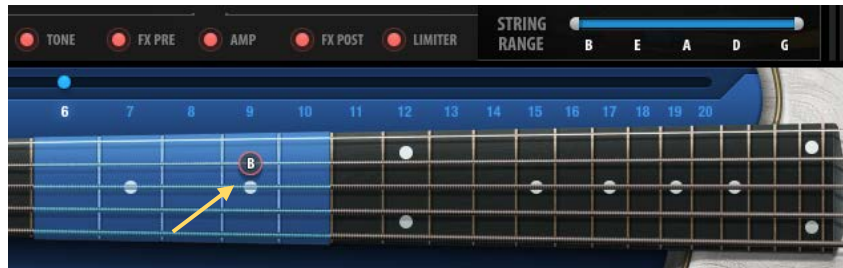 TONE FX PRE AMP FX POST LIMITER
STRING RANGE
B E A D G
6 7 8 9 10 11 12 13 14 15 16 17 18 19 20
B